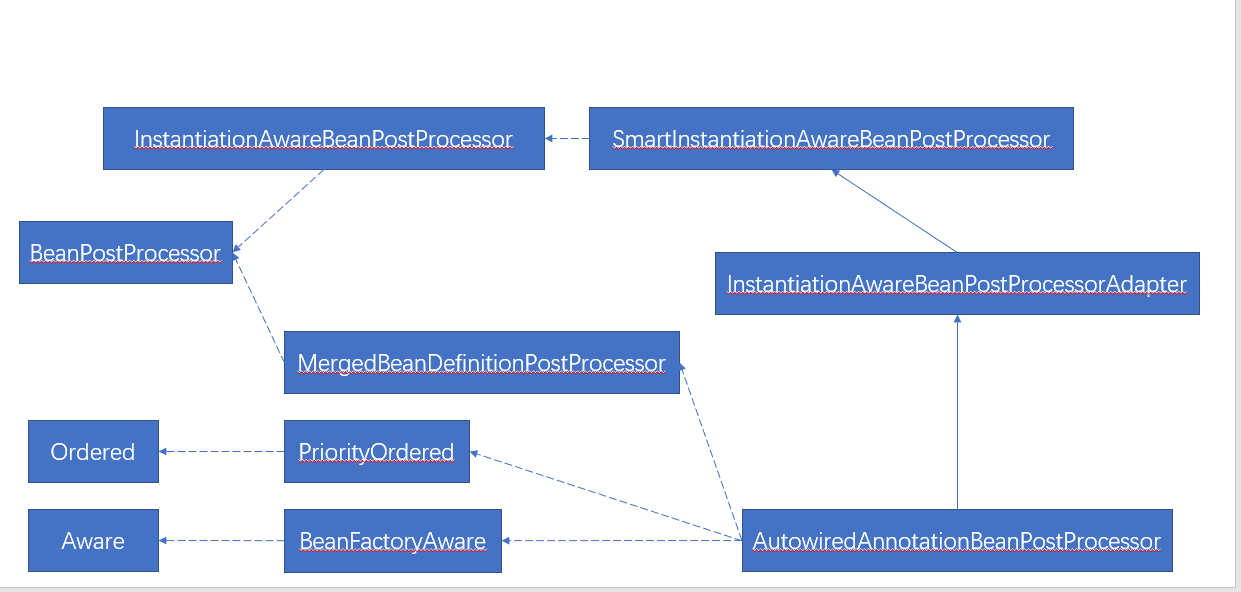 InstantiationAwareBeanPostProcessor
SmartInstantiationAwareBeanPostProcessor
BeanPostProcessor
InstantiationAwareBeanPostProcessorAdapter
MergedBeanDefinitionPostProcessor
Ordered
PriorityOrdered
Aware
BeanFactoryAware
AutowiredAnnotationBeanPostProcessor